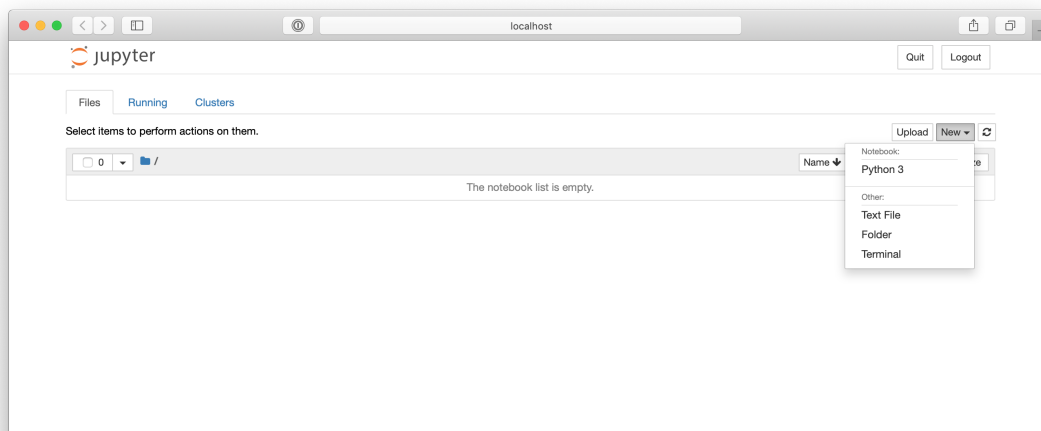 localhost
jupyter
Quit Logout
Files Running Clusters
Select items to perform actions on them.
Upload New
0 / Name
Notebook:
Python 3
The notebook list is empty.
Other:
Text File
Folder
Terminal